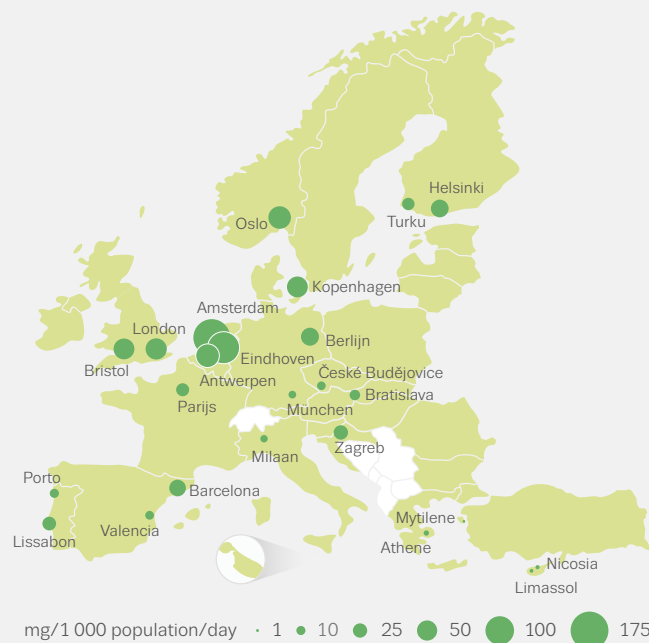 Helsinki
Oslo
Turku
Kopenhagen
Amsterdam
London
Berlijn
Eindhoven
Bristol
České Budějovice
Antwerpen
Bratislava
Parijs
München
Zagreb
Milaan
Porto
Barcelona
Valencia
Lissabon
Mytilene
Athene
Nicosia
Limassol
mg/1 000 population/day 1 10 25 50 100 175